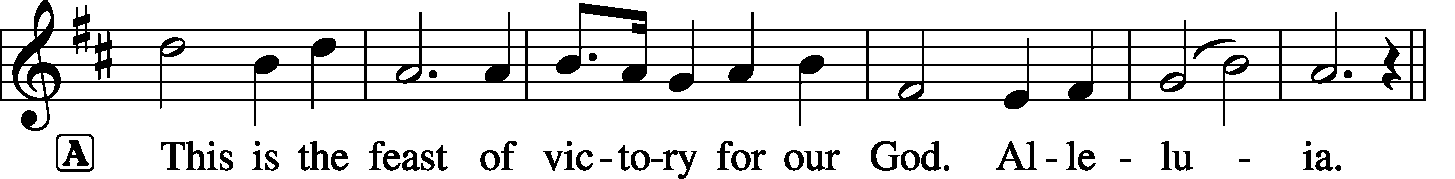 A This is the feast of vic-to-ry for our God. Al-le-lu-ia.